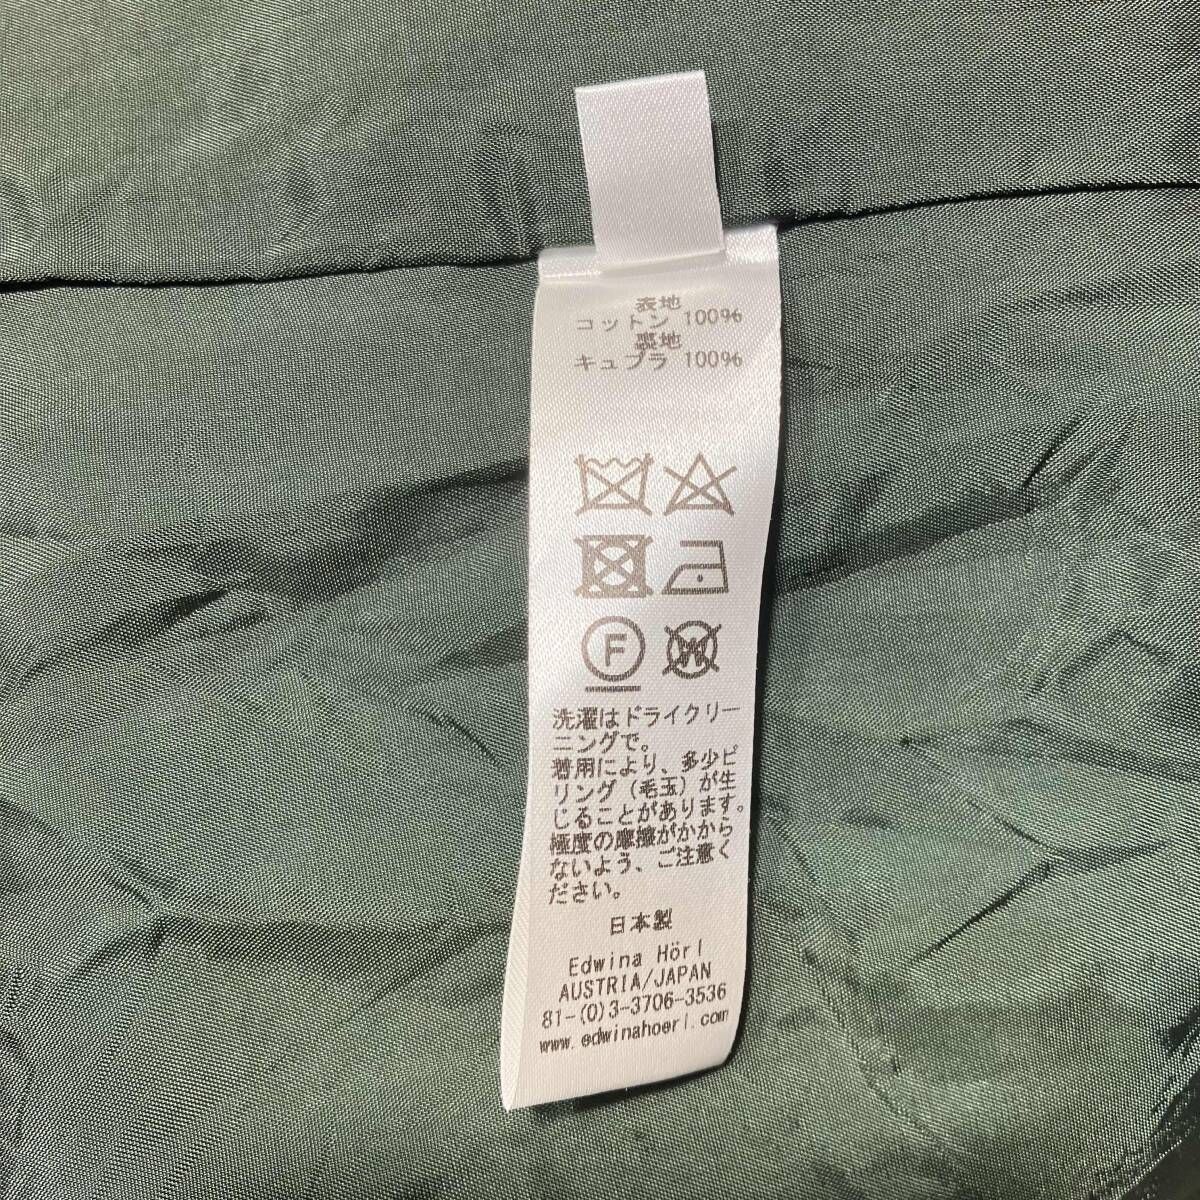 表地
コットン 100%
裏地
キュプラ 100%
F
W
洗濯はドライクリー
ニングで。
着用により、多少ピ
リング（毛玉）が生
じることがあります。
極度の摩擦がかから
ないよう、ご注意く
ださい。
日本製
Edwina Hörl
AUSTRIA/JAPAN
81-(0)3-3706-3536
www.edwinahoerl.com